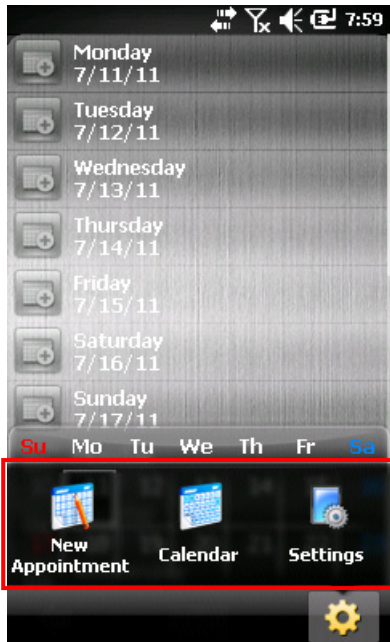 7:59
Monday
7/11/11
Tuesday
7/12/11
Wednesday
7/13/11
Thursday
7/14/11
Friday
7/15/11
Saturday
7/16/11
Sunday
7/17/11
Su Mo Tu We Th Fr Sa
New
Appointment
Calendar
Settings